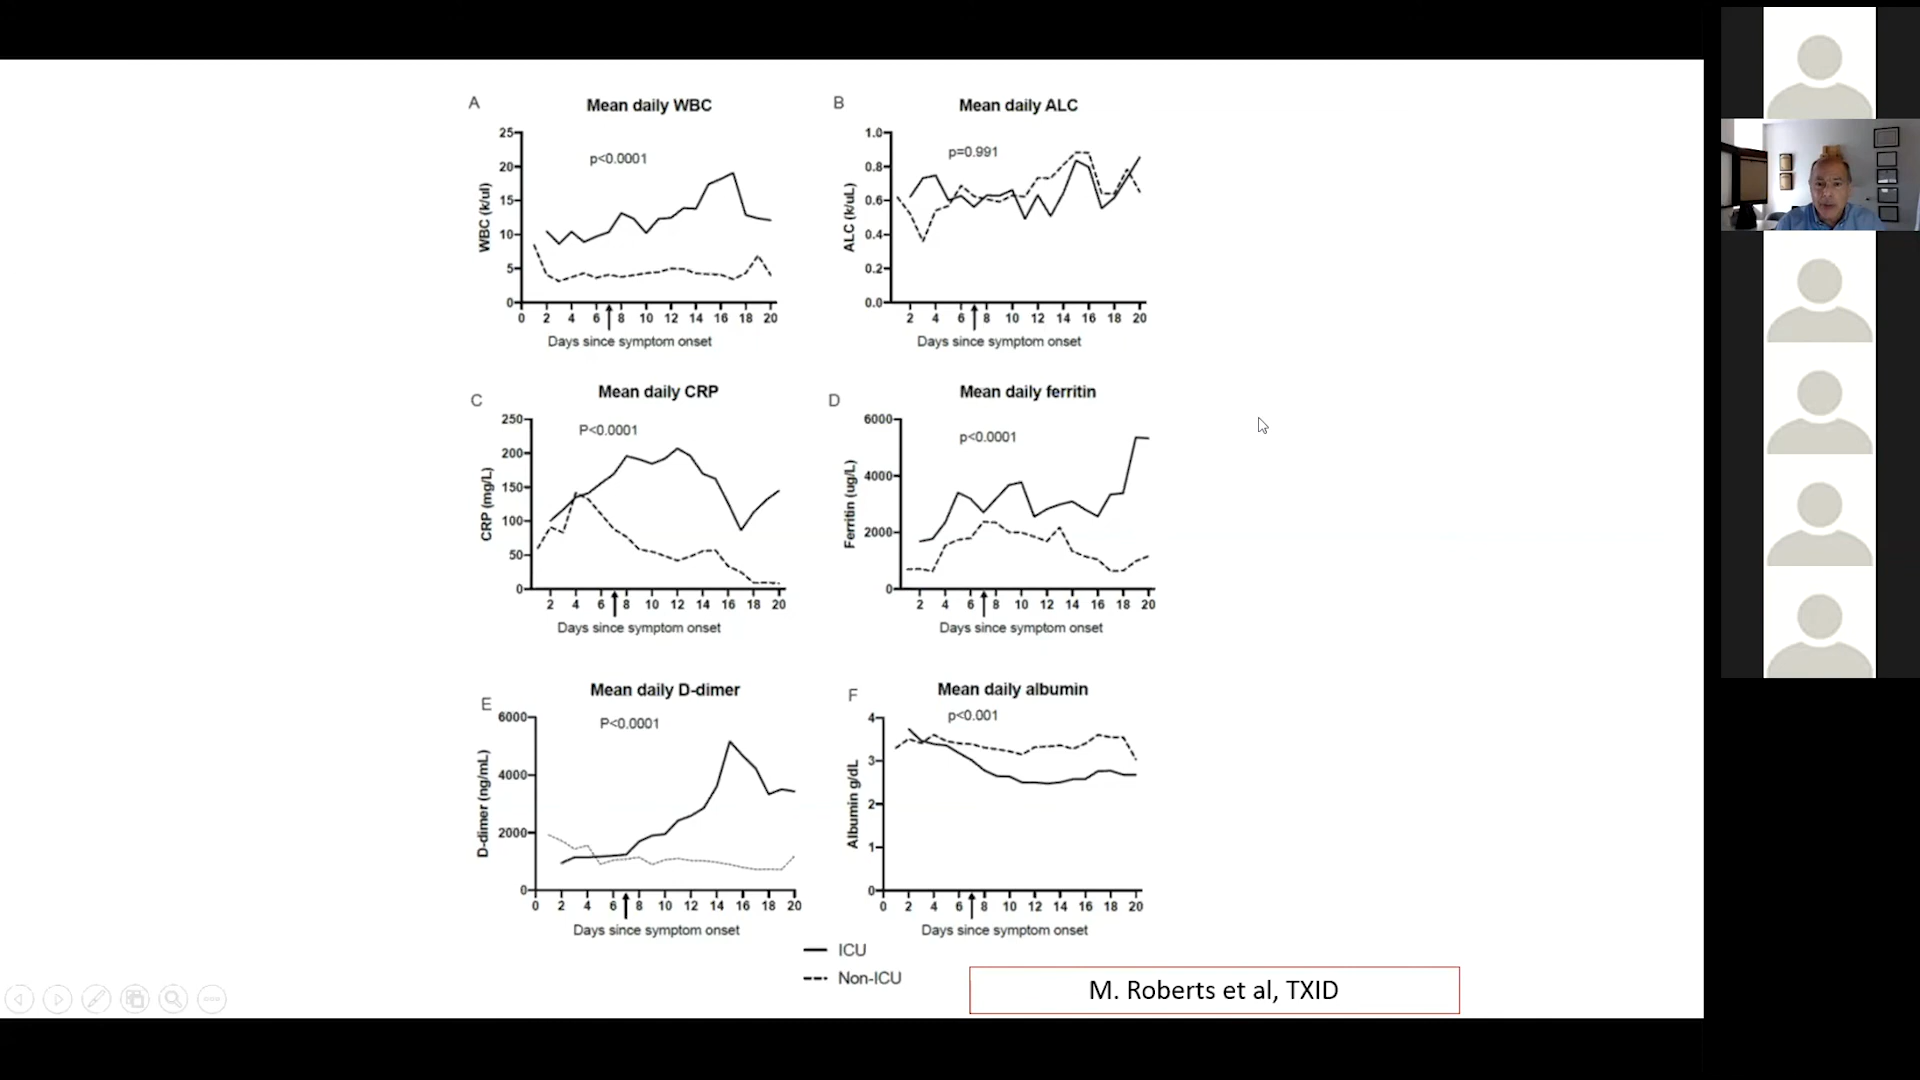 A
Mean daily WBC
p<0.0001
WBC (k/ul)
25
20
15
10
5
0
0 2 4 6 8 10 12 14 16 18 20
Days since symptom onset
B
Mean daily ALC
p=0.991
ALC (k/uL)
1.0
0.8
0.6
0.4
0.2
0.0
2 4 6 8 10 12 14 16 18 20
Days since symptom onset
C
Mean daily CRP
P<0.0001
CRP (mg/L)
250
200
150
100
50
0
2 4 6 8 10 12 14 16 18 20
Days since symptom onset
D
Mean daily ferritin
p<0.0001
Ferritin (ug/L)
6000
4000
2000
0
2 4 6 8 10 12 14 16 18 20
Days since symptom onset
E
Mean daily D-dimer
P<0.0001
D-dimer (ng/mL)
6000
4000
2000
0
0 2 4 6 8 10 12 14 16 18 20
Days since symptom onset
F
Mean daily albumin
p<0.001
Albumin g/dL
4
3
2
1
0
0 2 4 6 8 10 12 14 16 18 20
Days since symptom onset
ICU
Non-ICU
M. Roberts et al, TXID